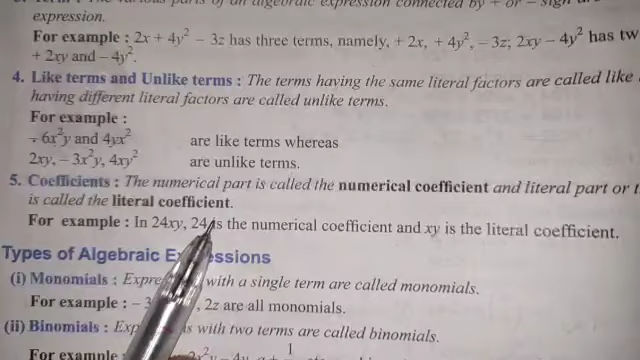 expression.
For example : 2x + 4y² − 3z has three terms, namely, + 2x, + 4y², −3z; 2xy − 4y² has
+ 2xy and − 4y².
4. Like terms and Unlike terms : The terms having the same literal factors are called like
having different literal factors are called unlike terms.
For example :
− 6x²y and 4yx² are like terms whereas
2xy, − 3x²y, 4xy² are unlike terms.
5. Coefficients : The numerical part is called the numerical coefficient and literal part or
is called the literal coefficient.
For example : In 24xy, 24 is the numerical coefficient and xy is the literal coefficient.
Types of Algebraic Expressions
(i) Monomials : with a single term are called monomials.
For example : − 2z are all monomials.
(ii) Binomials : with two terms are called binomials.
For example